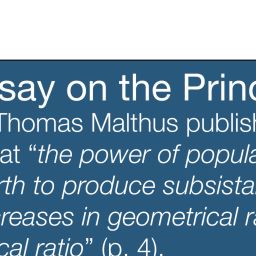 say on the Princ
Thomas Malthus publish
at “the power of popula
rth to produce subsista
creases in geometrical ra
cal ratio” (p. 4).